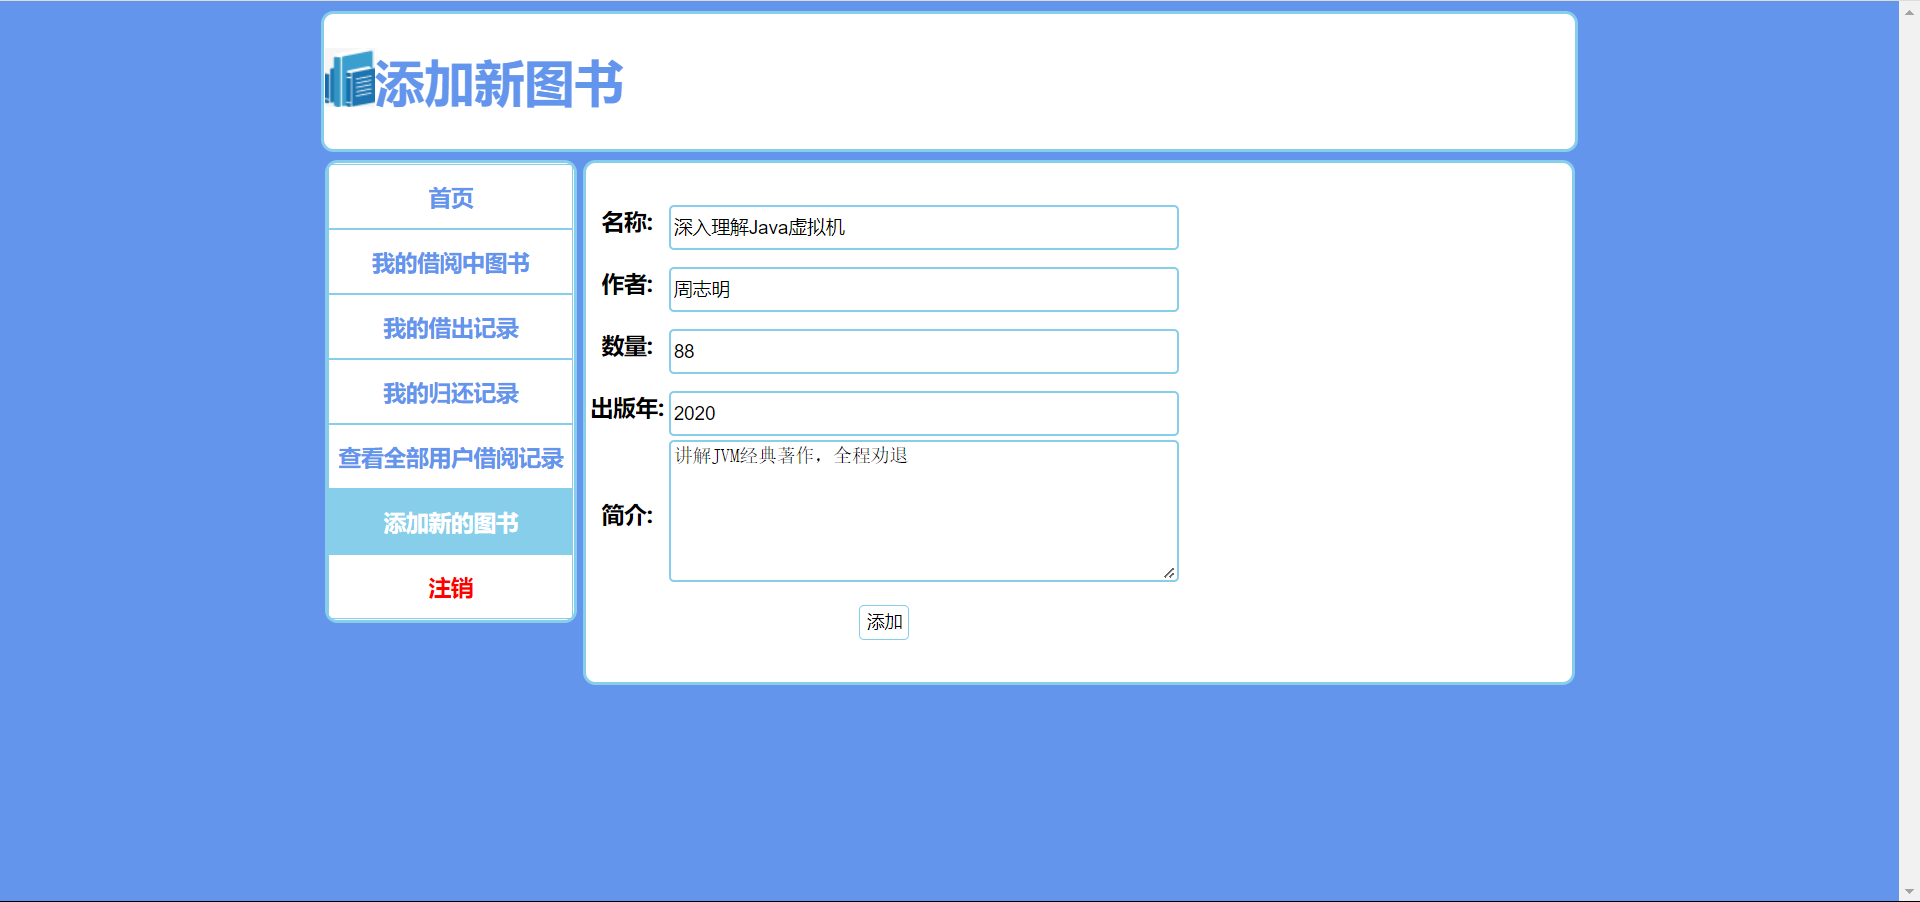 添加新图书
首页
我的借阅中图书
我的借出记录
我的归还记录
查看全部用户借阅记录
添加新的图书
注销
名称: 深入理解Java虚拟机
作者: 周志明
数量: 88
出版年: 2020
简介: 讲解JVM经典著作，全程劝退
添加